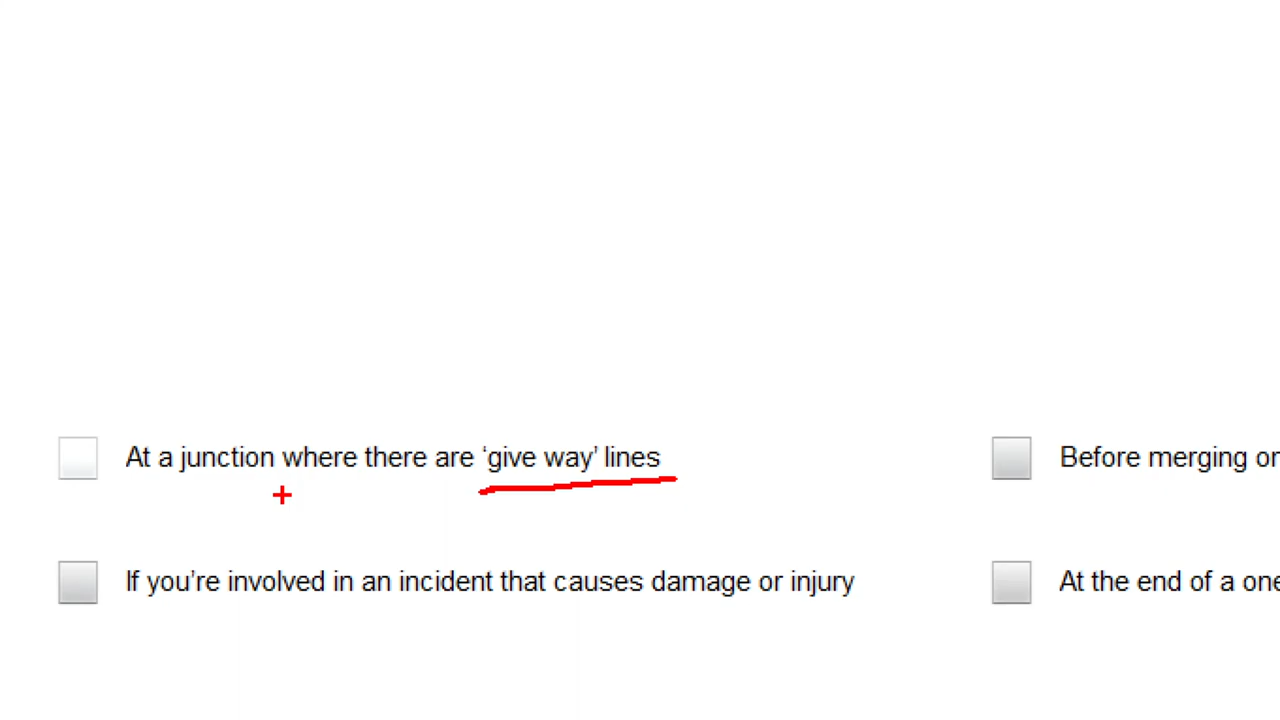 At a junction where there are ‘give way’ lines
Before merging or
If you’re involved in an incident that causes damage or injury
At the end of a one